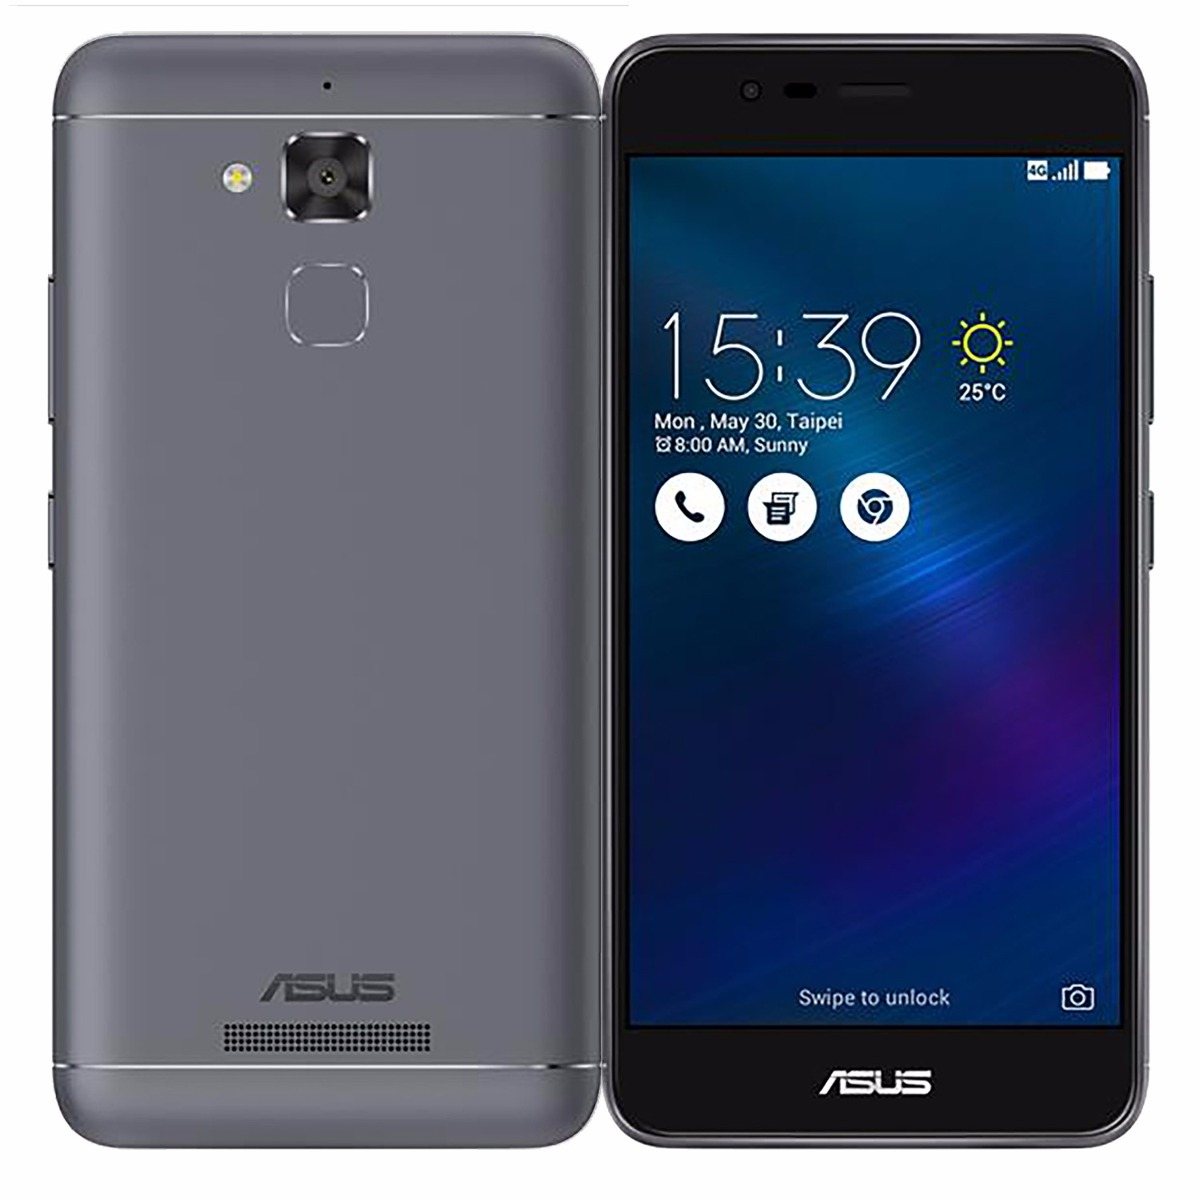 ASUS
4G
15:39
25°C
Mon , May 30, Taipei
8:00 AM, Sunny
Swipe to unlock
ASUS